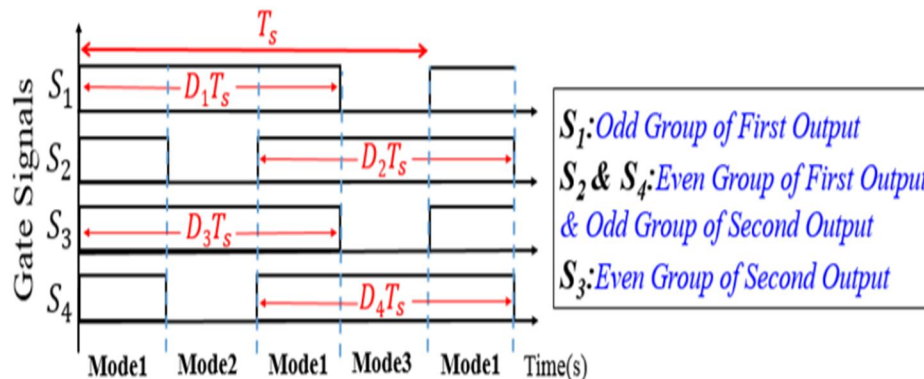 Tₛ
Gate Signals
S₁
D₁Tₛ
S₂
D₂Tₛ
S₃
D₃Tₛ
S₄
D₄Tₛ
Mode1 Mode2 Mode1 Mode3 Mode1 Time(s)
S₁:Odd Group of First Output
S₂ & S₄:Even Group of First Output
& Odd Group of Second Output
S₃:Even Group of Second Output